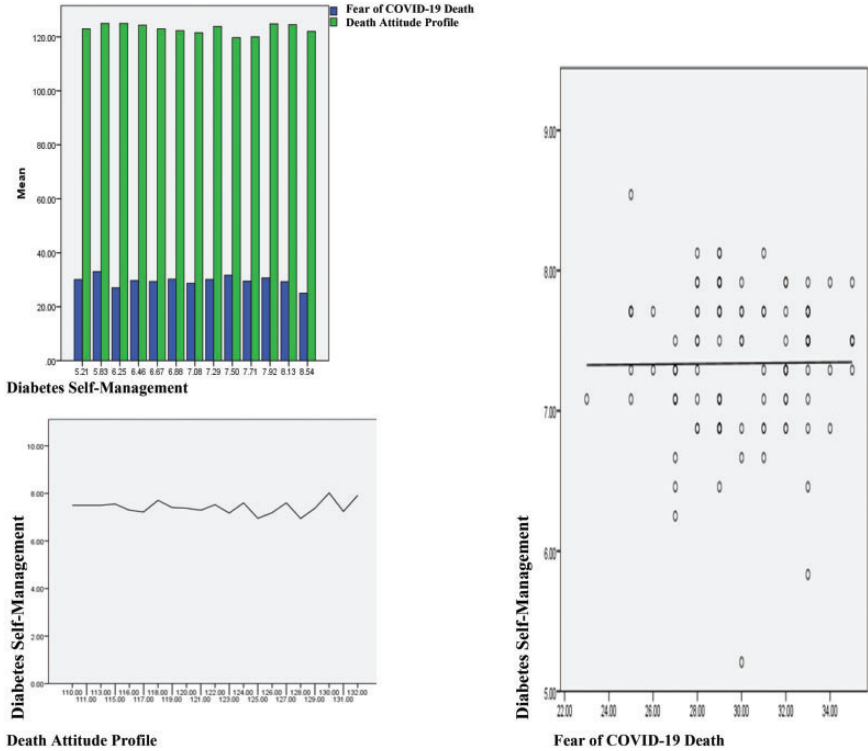 Fear of COVID-19 Death
Death Attitude Profile
120.00
100.00
80.00
60.00
40.00
20.00
.00
Mean
5.21 5.83 6.25 6.46 6.67 6.88 7.08 7.29 7.50 7.71 7.92 8.13 8.54
Diabetes Self-Management
10.00
8.00
6.00
4.00
2.00
0.00
Diabetes Self-Management
110.00 113.00 116.00 118.00 120.00 122.00 124.00 126.00 128.00 130.00 132.00
111.00 115.00 117.00 119.00 121.00 123.00 125.00 127.00 129.00 131.00
Death Attitude Profile
9.00
8.00
7.00
6.00
5.00
Diabetes Self-Management
22.00 24.00 26.00 28.00 30.00 32.00 34.00
Fear of COVID-19 Death